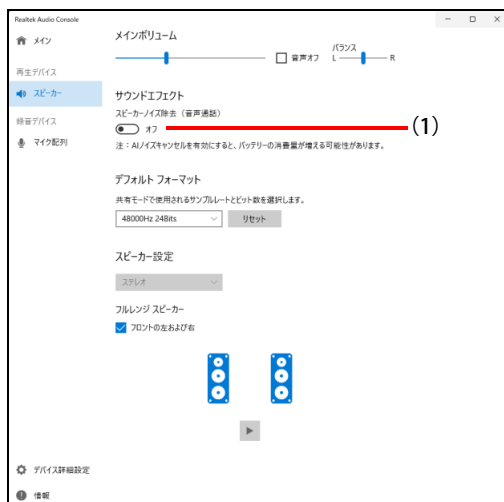 Realtek Audio Console
メイン
再生デバイス
スピーカー
録音デバイス
マイク配列
デバイス詳細設定
情報
メインボリューム
音声オフ
バランス
L
R
サウンドエフェクト
スピーカーノイズ除去（音声通話）
オフ
(1)
注：AIノイズキャンセルを有効にすると、バッテリーの消費量が増える可能性があります。
デフォルト フォーマット
共有モードで使用されるサンプルレートとビット数を選択します。
48000Hz 24Bits
リセット
スピーカー設定
ステレオ
フルレンジ スピーカー
フロントの左および右